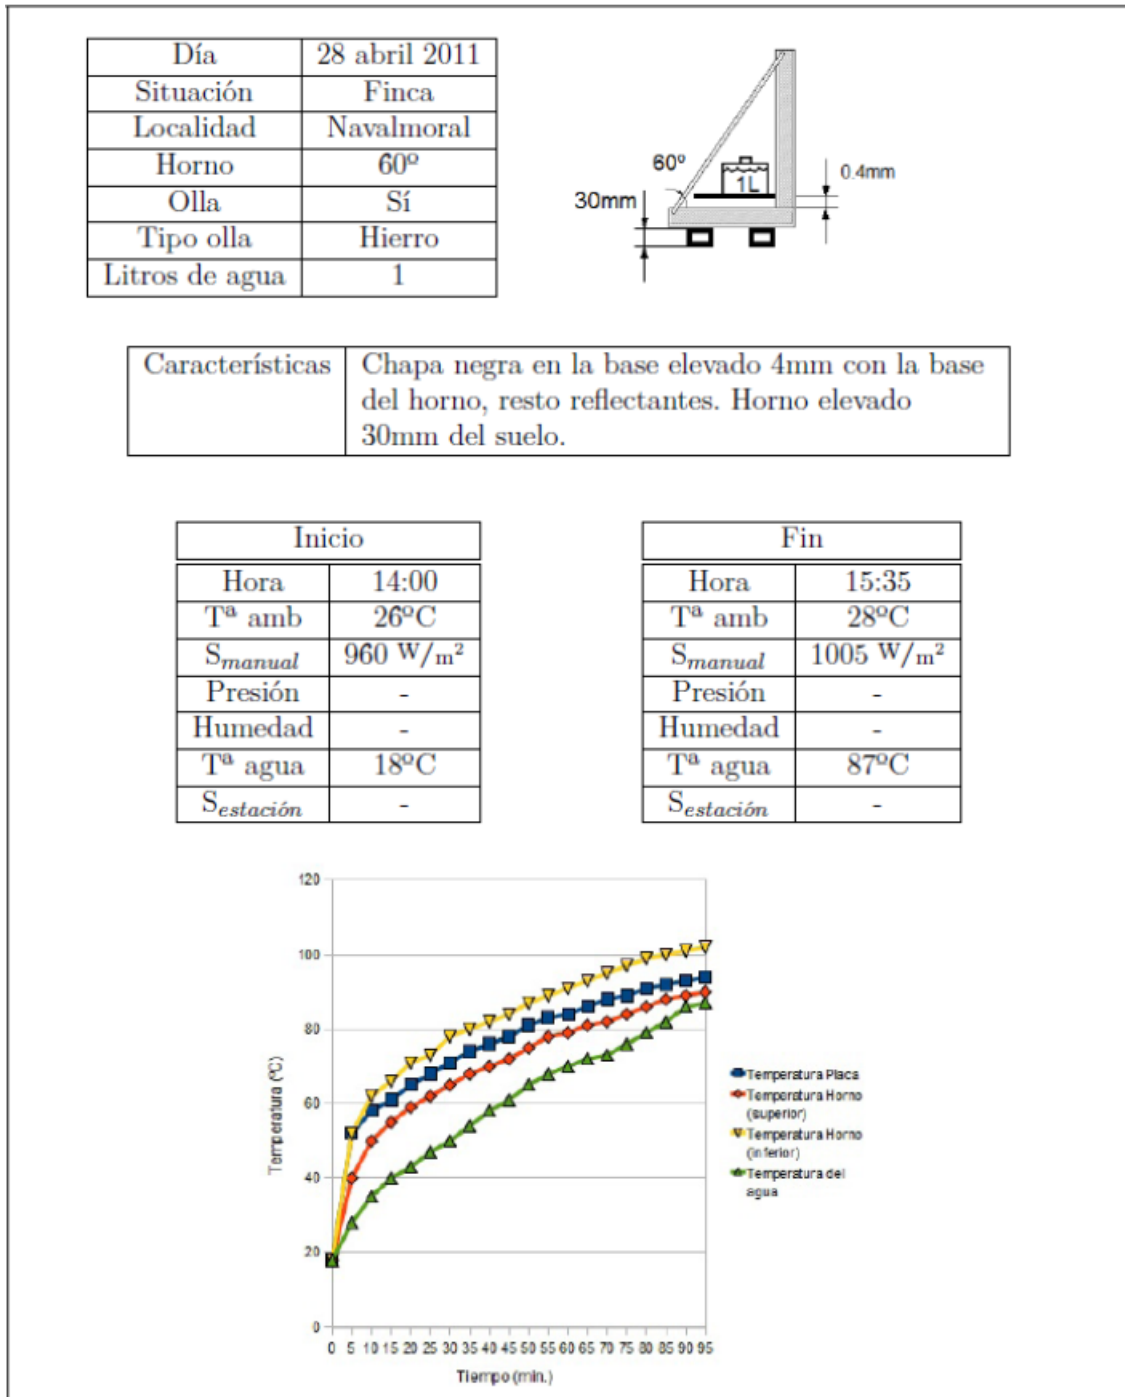 Día 28 abril 2011
Situación Finca
Localidad Navalmoral
Horno 60º
Olla Sí
Tipo olla Hierro
Litros de agua 1
60º
1L
0.4mm
30mm
Características Chapa negra en la base elevado 4mm con la base
del horno, resto reflectantes. Horno elevado
30mm del suelo.
Inicio
Hora 14:00
Tª amb 26ºC
Smanual 960 W/m²
Presión -
Humedad -
Tª agua 18ºC
Sestación -
Fin
Hora 15:35
Tª amb 28ºC
Smanual 1005 W/m²
Presión -
Humedad -
Tª agua 87ºC
Sestación -
120
100
80
60
40
20
0
Temperatura (ºC)
0 5 10 15 20 25 30 35 40 45 50 55 60 65 70 75 80 85 90 95
Tiempo (min.)
Temperatura Placa
Temperatura Horno
(superior)
Temperatura Horno
(inferior)
Temperatura del
agua